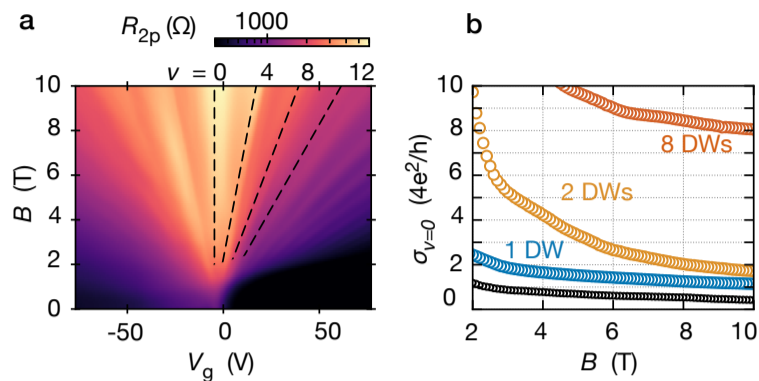 a
R2p (Ω)
1000
ν = 0 4 8 12
10
8
6
4
2
0
B (T)
-50 0 50
Vg (V)
b
10
8
6
4
2
0
σν=0 (4e²/h)
8 DWs
2 DWs
1 DW
2 4 6 8 10
B (T)